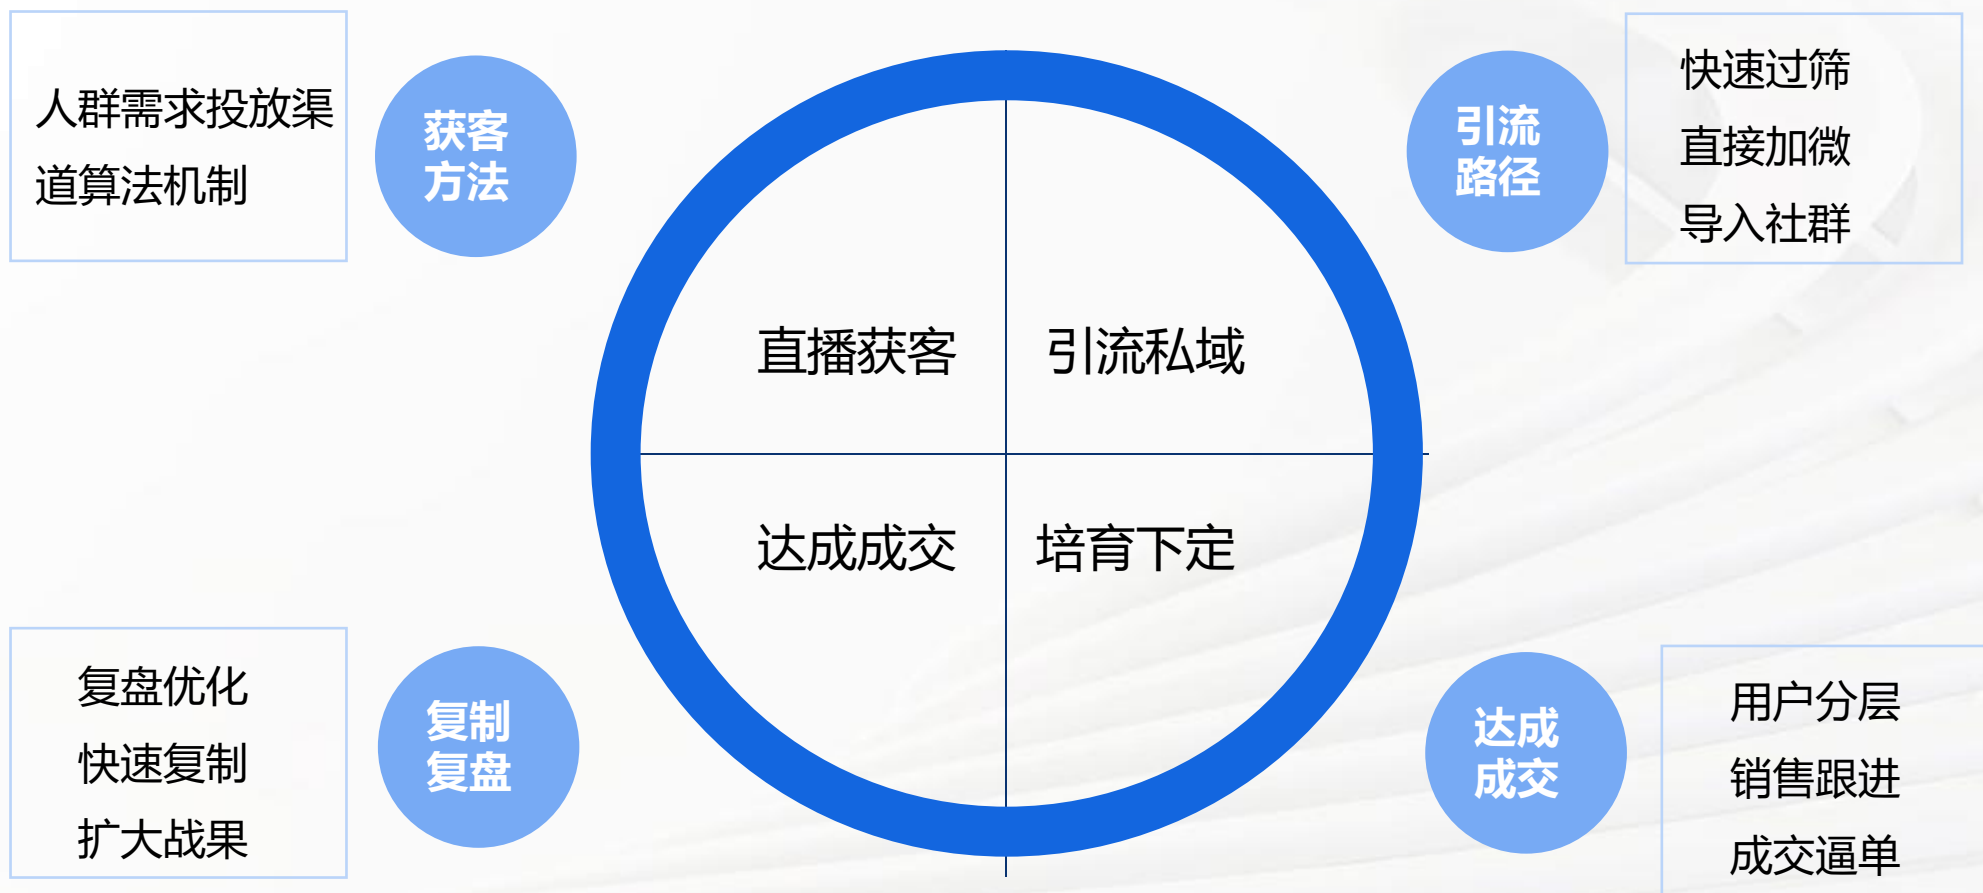 人群需求投放渠
道算法机制
获客
方法
引流
路径
快速过筛
直接加微
导入社群
直播获客
引流私域
达成成交
培育下定
复盘优化
快速复制
扩大战果
复制
复盘
达成
成交
用户分层
销售跟进
成交逼单